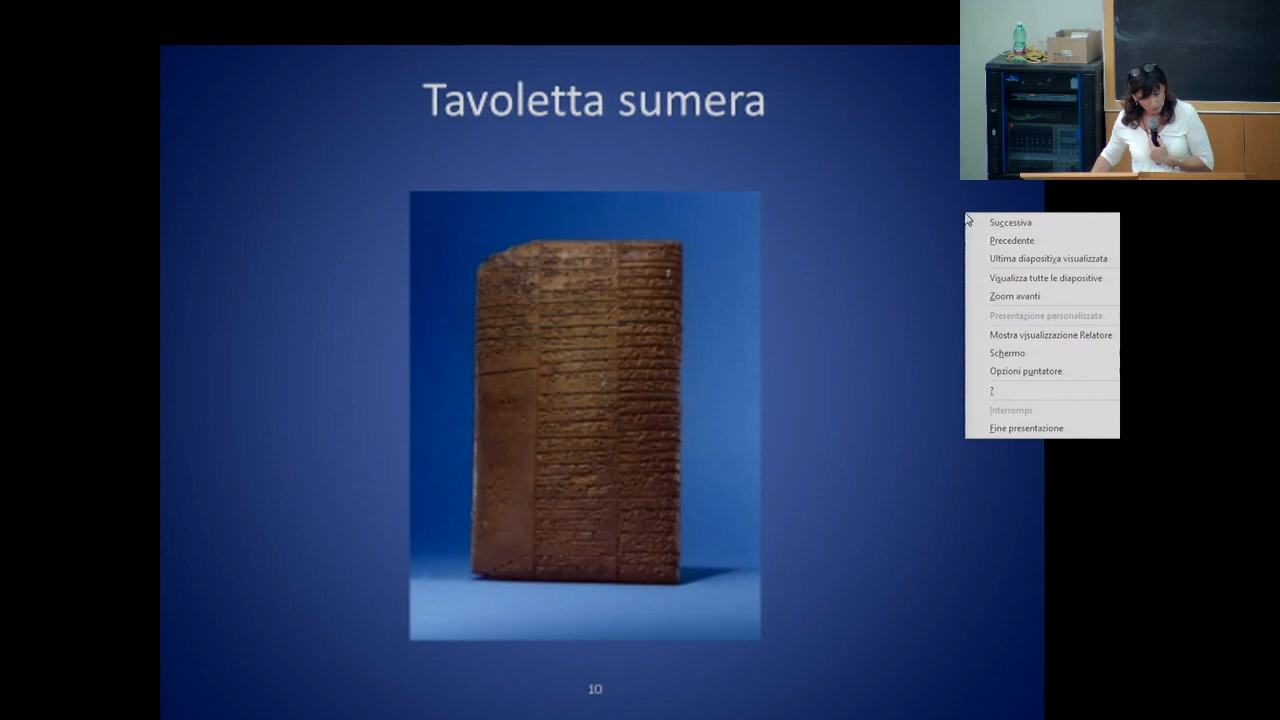 Tavoletta sumera
Successiva
Precedente
Ultima diapositiva visualizzata
Visualizza tutte le diapositive
Zoom avanti
Presentazione personalizzata
Mostra visualizzazione Relatore
Schermo
Opzioni puntatore
?
Interrompi
Fine presentazione
10